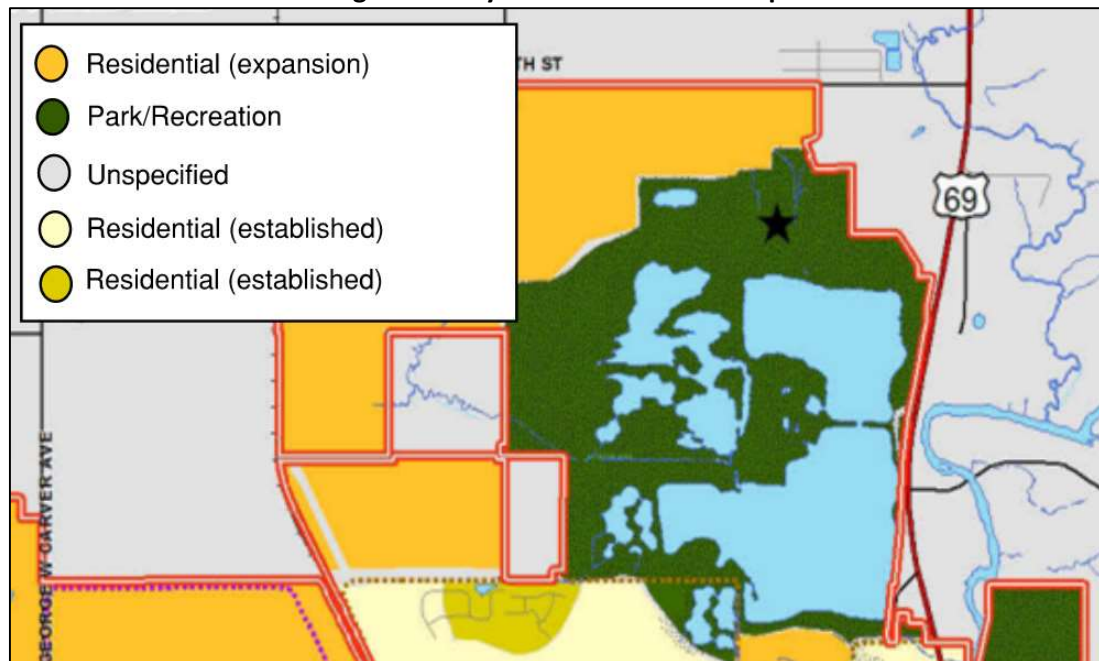 Residential (expansion)
Park/Recreation
Unspecified
Residential (established)
Residential (established)
TH ST
69
GEORGE W CARVER AVE